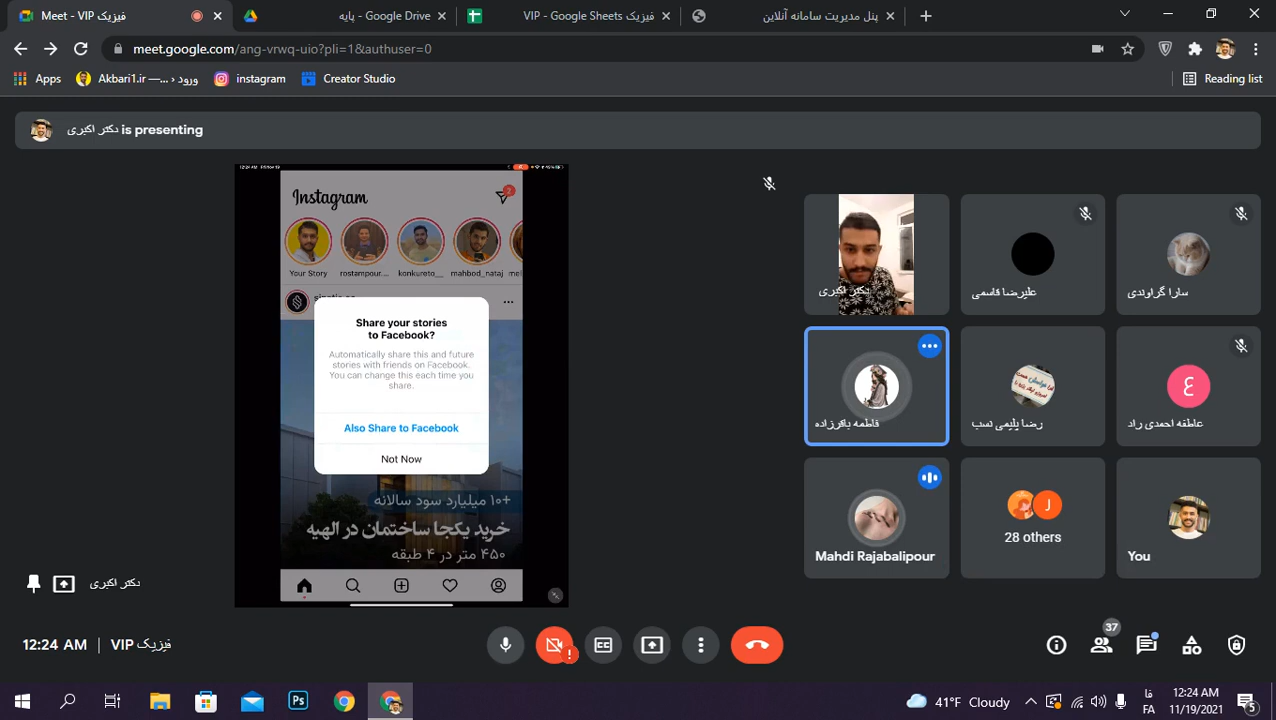 Meet - VIP فیزیک
پایه - Google Drive
VIP - Google Sheets فیزیک
پنل مدیریت سامانه آنلاین
meet.google.com/ang-vrwq-uio?pli=1&authuser=0
Apps
ورود ‹ Akbari1.ir —...
instagram
Creator Studio
Reading list
دکتر اکبری is presenting
Instagram
2
Your Story
rostampour....
konkureto__
mahbod_nataj
Share your stories
to Facebook?
Automatically share this and future
stories with friends on Facebook.
You can change this each time you
share.
Also Share to Facebook
Not Now
+۱۰ میلیارد سود سالانه
خرید یکجا ساختمان در الهیه
۴۵۰ متر در ۴ طبقه
دکتر اکبری
علیرضا قاسمی
سارا گراوندی
فاطمه باقرزاده
رضا پلیمی نسب
ع
عاطفه احمدی راد
Mahdi Rajabalipour
J
28 others
You
دکتر اکبری
12:24 AM | VIP فیزیک
37
Ps
41°F Cloudy
فا
FA
12:24 AM
11/19/2021
5